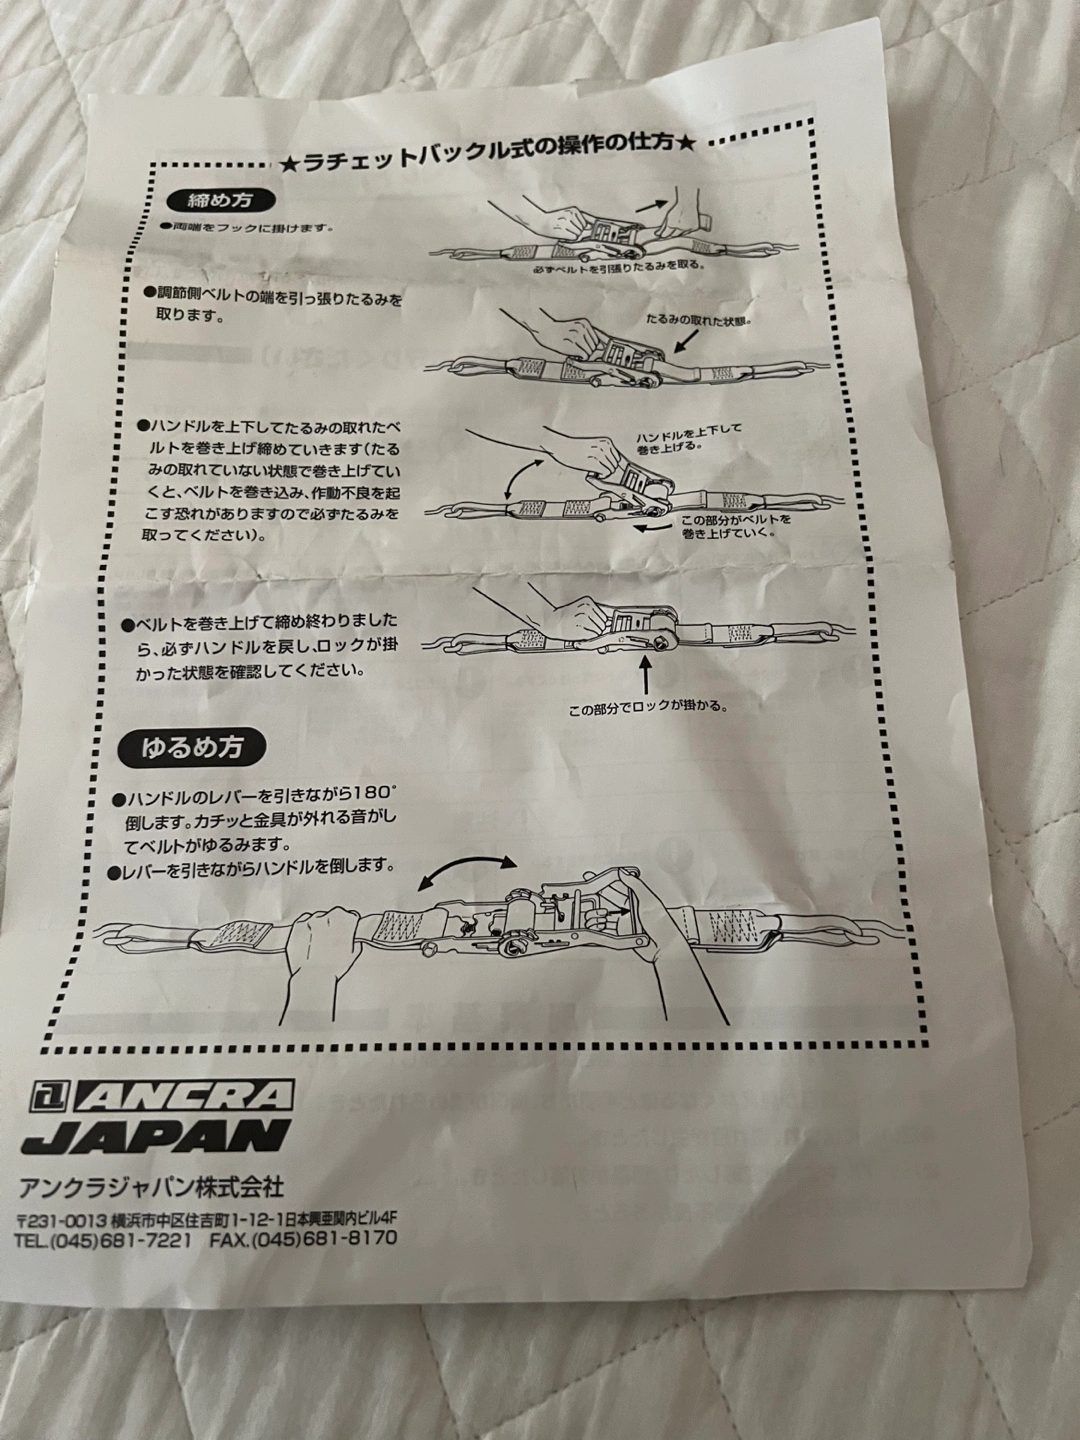 ★ラチェットバックル式の操作の仕方★
締め方
●両端をフックに掛けます。
必ずベルトを引張りたるみを取る。
●調節側ベルトの端を引っ張りたるみを
取ります。
たるみの取れた状態。
●ハンドルを上下してたるみの取れたベ
ルトを巻き上げ締めていきます(たる
みの取れていない状態で巻き上げてい
くと、ベルトを巻き込み、作動不良を起
こす恐れがありますので必ずたるみを
取ってください)。
ハンドルを上下して
巻き上げる。
この部分がベルトを
巻き上げていく。
●ベルトを巻き上げて締め終わりました
ら、必ずハンドルを戻し、ロックが掛
かった状態を確認してください。
この部分でロックが掛かる。
ゆるめ方
●ハンドルのレバーを引きながら180°
倒します。カチッと金具が外れる音がし
てベルトがゆるみます。
●レバーを引きながらハンドルを倒します。
ANCRA
JAPAN
アンクラジャパン株式会社
〒231-0013 横浜市中区住吉町1-12-1日本興亜関内ビル4F
TEL.(045)681-7221 FAX.(045)681-8170